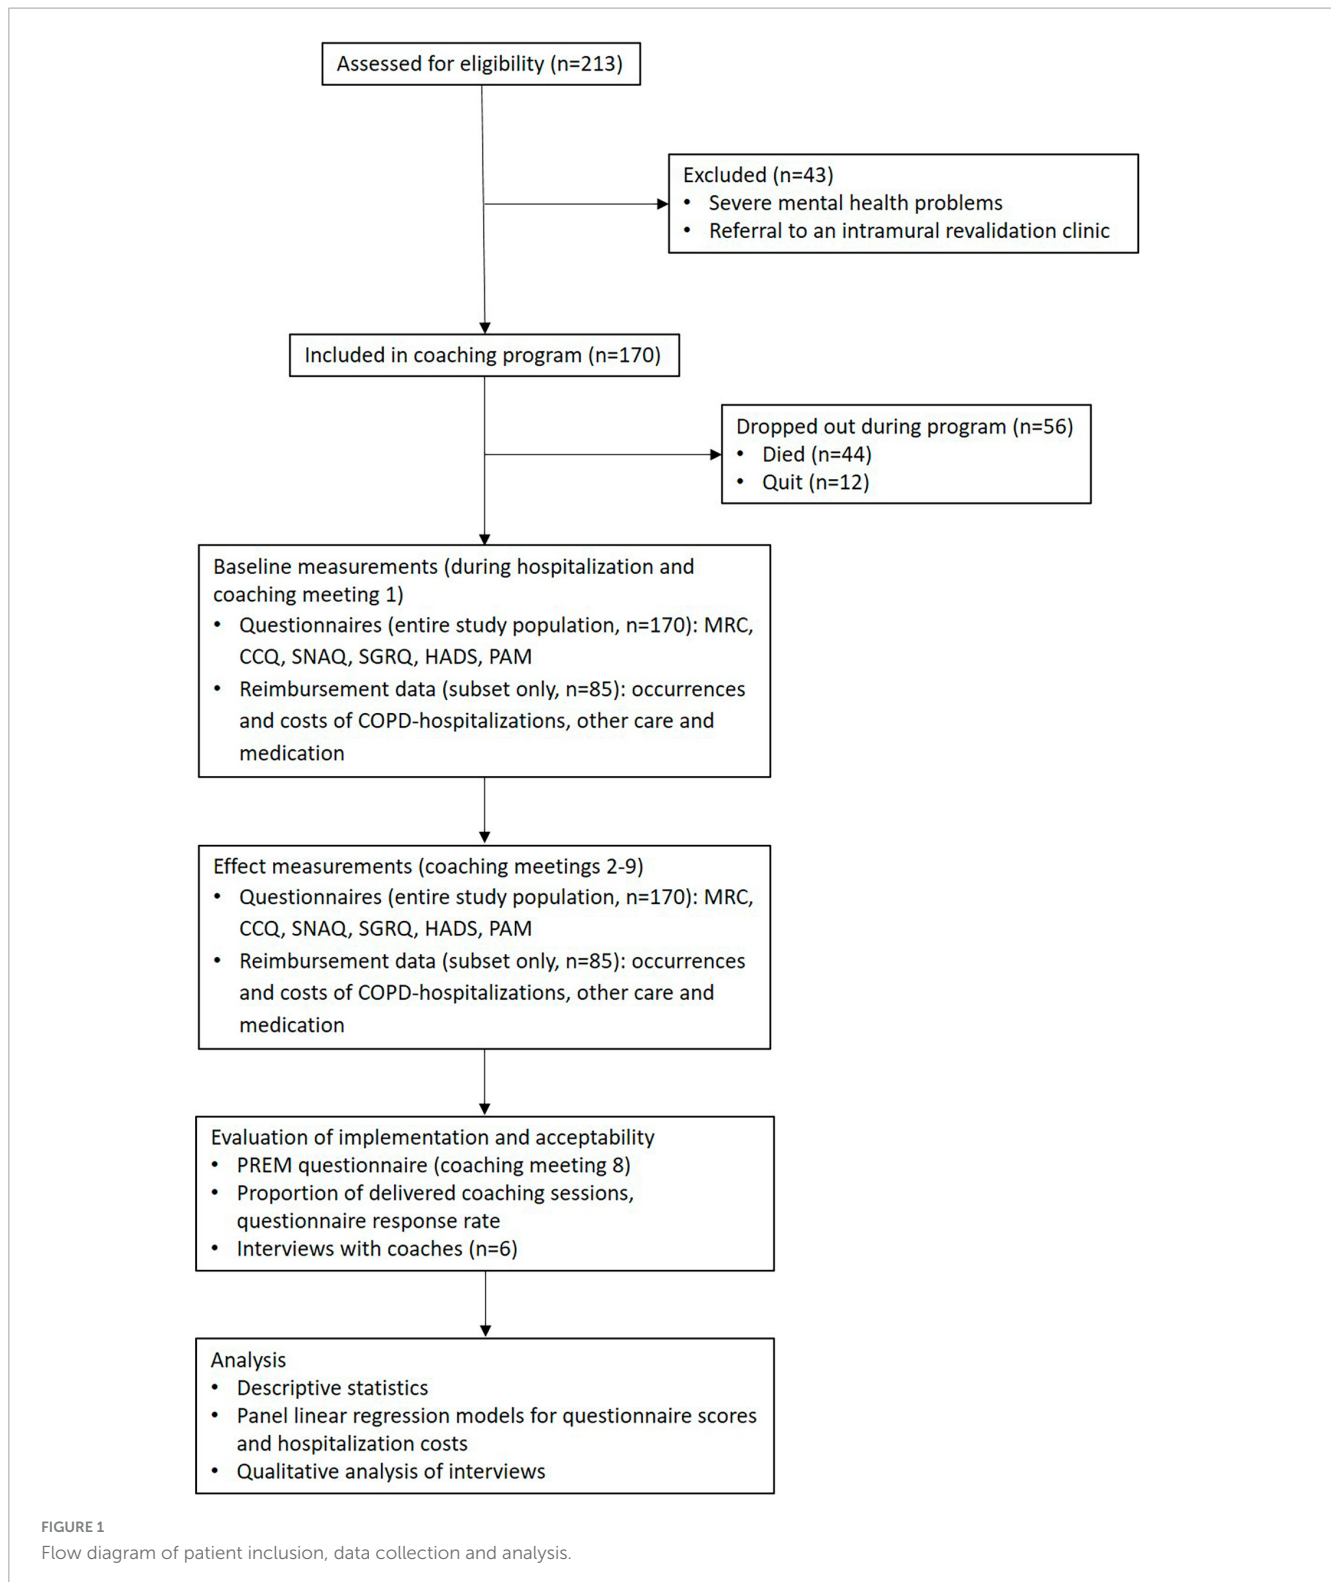 Assessed for eligibility (n=213)
Excluded (n=43)
• Severe mental health problems
• Referral to an intramural revalidation clinic
Included in coaching program (n=170)
Dropped out during program (n=56)
• Died (n=44)
• Quit (n=12)
Baseline measurements (during hospitalization and
coaching meeting 1)
• Questionnaires (entire study population, n=170): MRC,
CCQ, SNAQ, SGRQ, HADS, PAM
• Reimbursement data (subset only, n=85): occurrences
and costs of COPD-hospitalizations, other care and
medication
Effect measurements (coaching meetings 2-9)
• Questionnaires (entire study population, n=170): MRC,
CCQ, SNAQ, SGRQ, HADS, PAM
• Reimbursement data (subset only, n=85): occurrences
and costs of COPD-hospitalizations, other care and
medication
Evaluation of implementation and acceptability
• PREM questionnaire (coaching meeting 8)
• Proportion of delivered coaching sessions,
questionnaire response rate
• Interviews with coaches (n=6)
Analysis
• Descriptive statistics
• Panel linear regression models for questionnaire scores
and hospitalization costs
• Qualitative analysis of interviews
FIGURE 1
Flow diagram of patient inclusion, data collection and analysis.